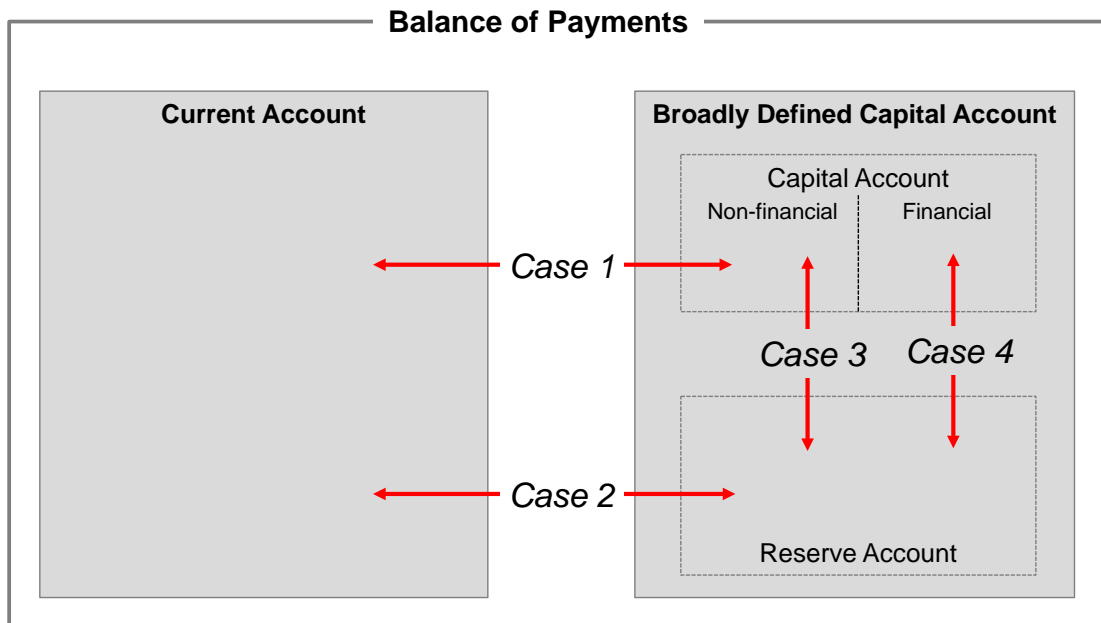 Balance of Payments
Current Account
Broadly Defined Capital Account
Capital Account
Non-financial
Financial
Case 1
Case 3
Case 4
Case 2
Reserve Account